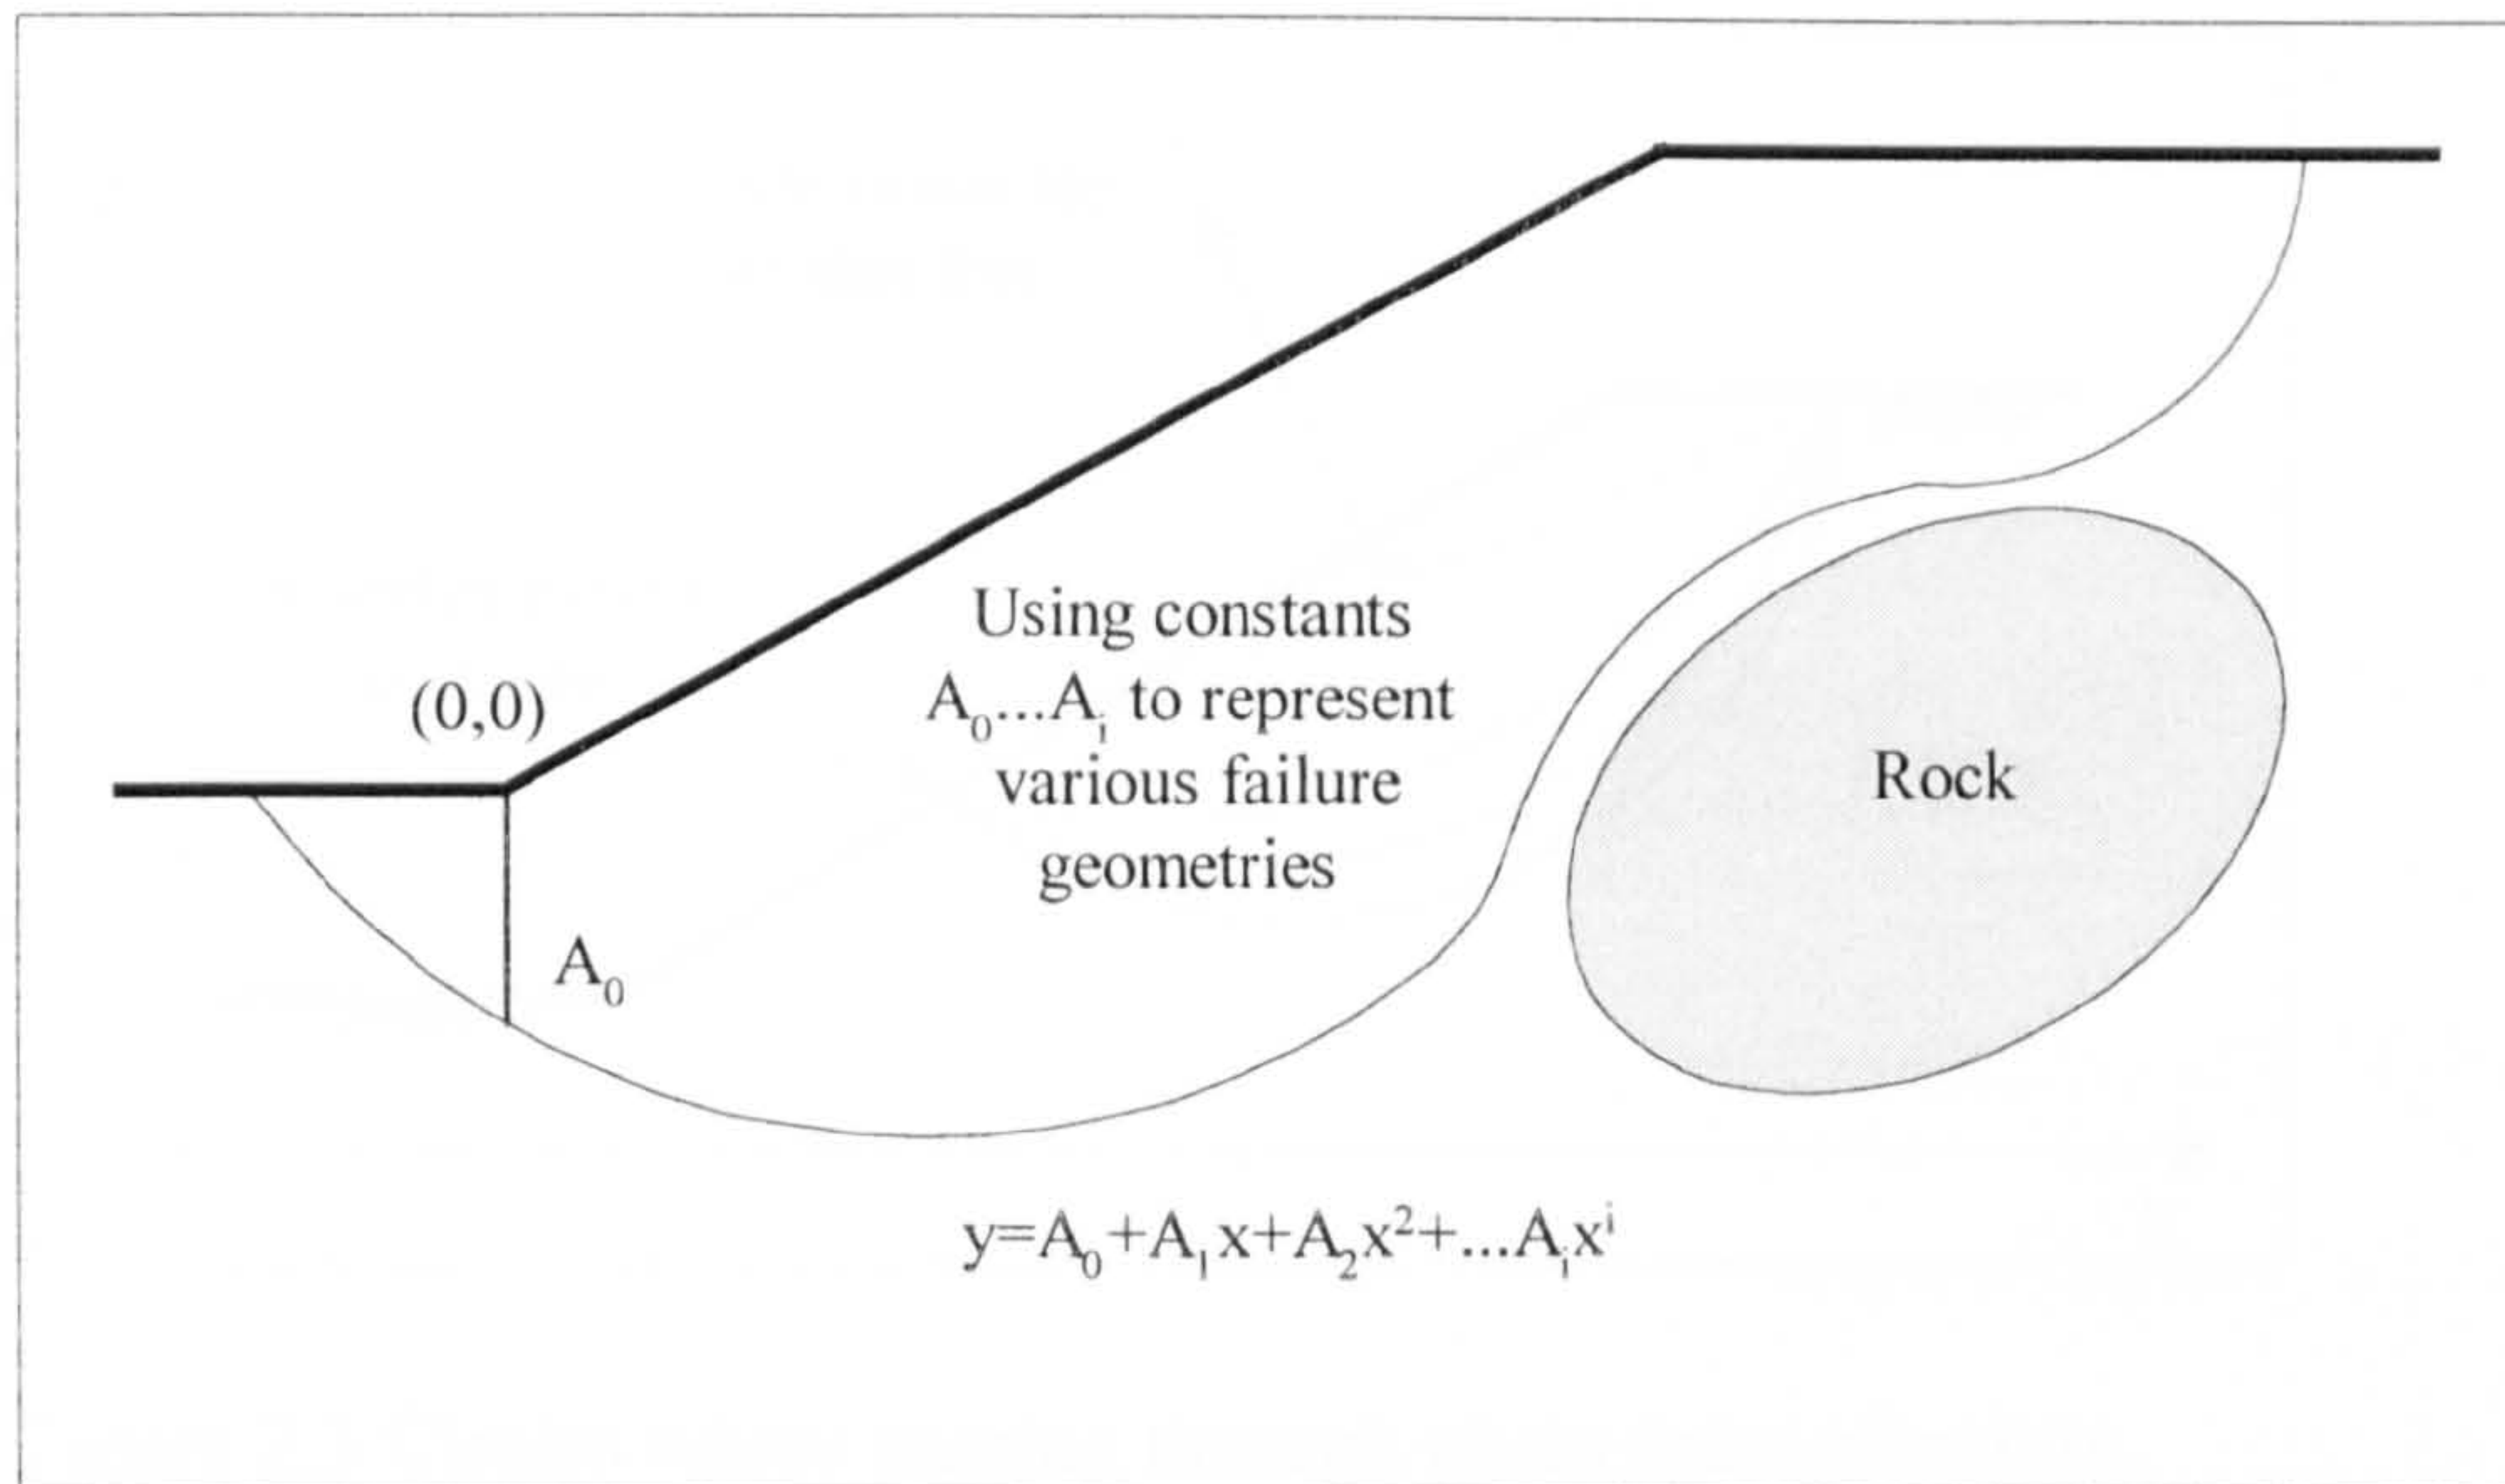 Using constants
A₀...Aᵢ to represent
various failure
geometries
(0,0)
Rock
A₀
y=A₀+A₁x+A₂x²+...Aᵢxⁱ